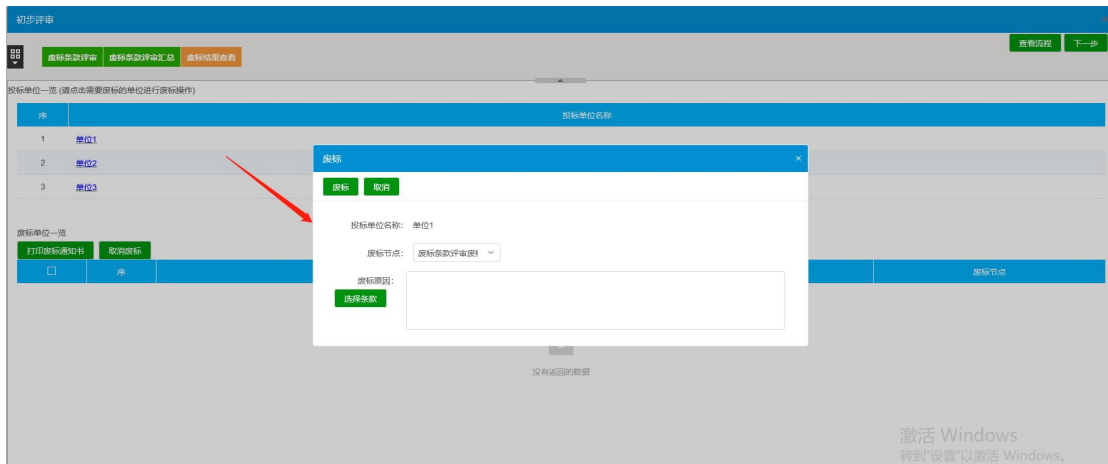 初步评审
查看流程 下一步
废标条款评审 废标条款评审汇总 废标结果查看
投标单位一览 (请点击需要废标的单位进行废标操作)
序 投标单位名称
1 单位1
2 单位2
3 单位3
废标 ×
废标 取消
投标单位名称: 单位1
废标节点: 废标条款评审废
废标原因:
选择条款
废标单位一览
打印废标通知书 取消废标
序 废标节点
没有返回的数据
激活 Windows
转到"设置"以激活 Windows。